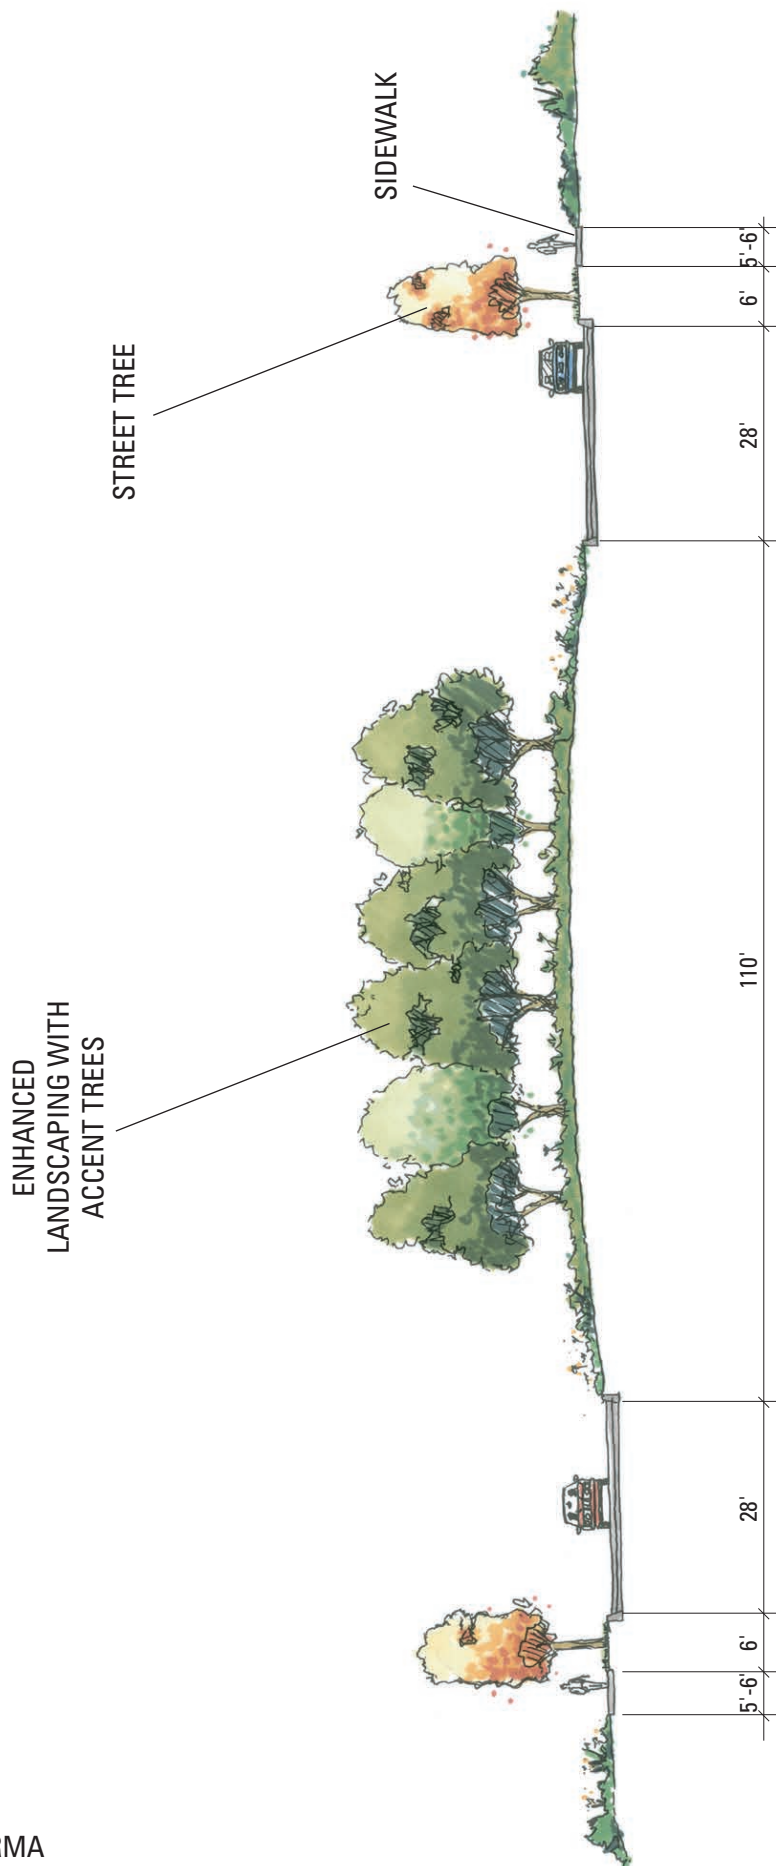 ENHANCED
LANDSCAPING WITH
ACCENT TREES
STREET TREE
SIDEWALK
5'-6'
6'
28'
110'
28'
6'
5'-6'